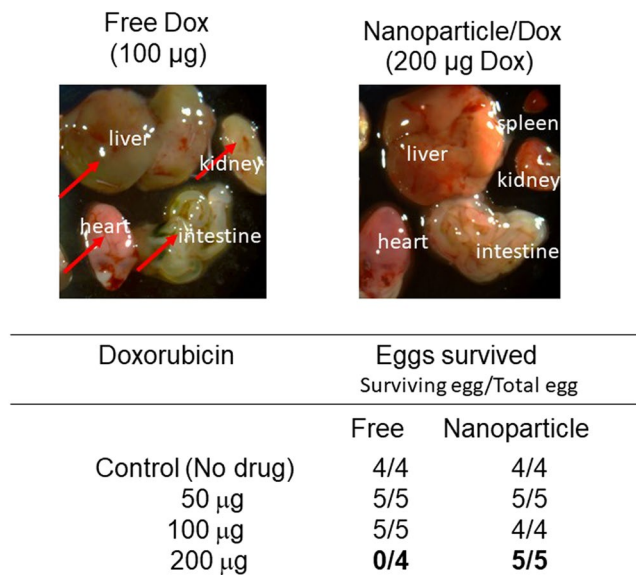 Free Dox
(100 µg)
Nanoparticle/Dox
(200 µg Dox)
liver
kidney
heart
intestine
spleen
liver
kidney
heart
intestine
Doxorubicin Eggs survived
Surviving egg/Total egg
Free Nanoparticle
Control (No drug) 4/4 4/4
50 µg 5/5 5/5
100 µg 5/5 4/4
200 µg 0/4 5/5